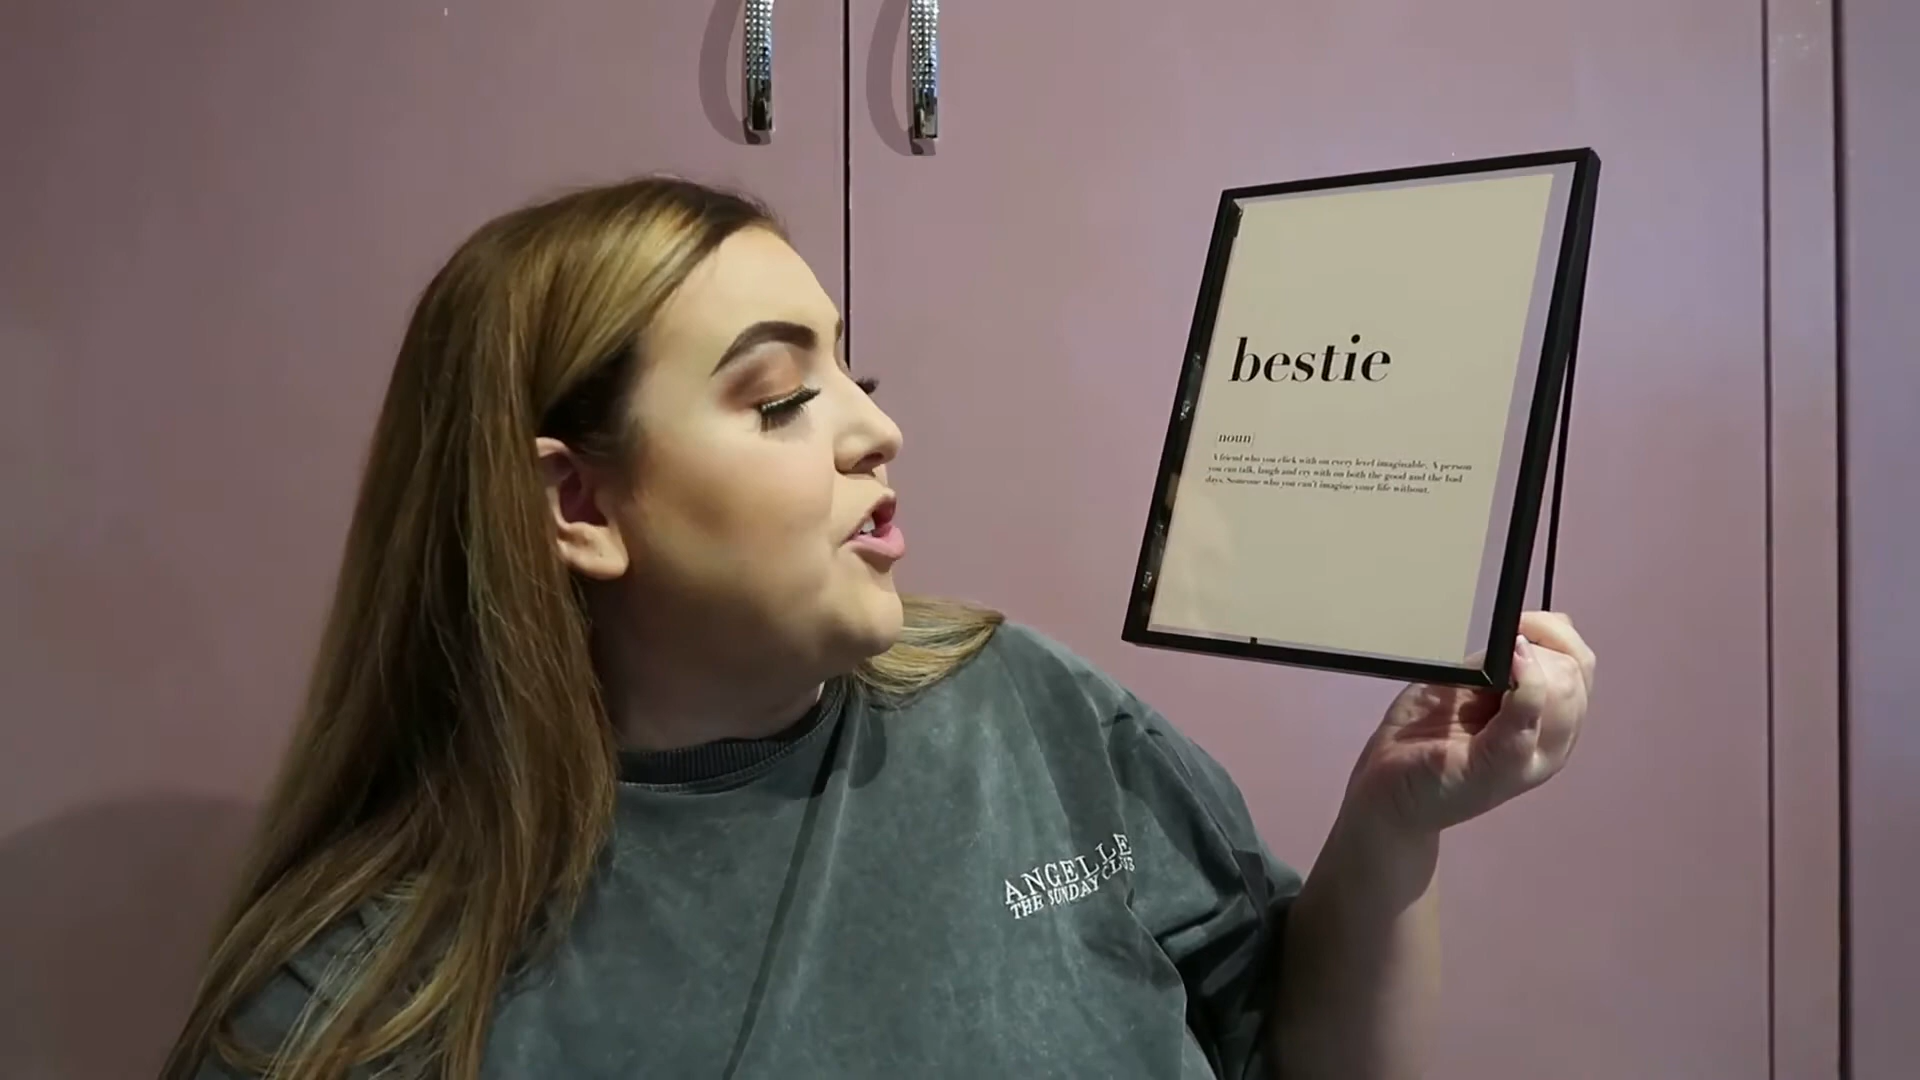 bestie
[noun]
A friend who you click with on every level imaginable. A person
you can talk, laugh and cry with on both the good and the bad
days. Someone who you can't imagine your life without.
ANGELLE
THE SUNDAY CLUB